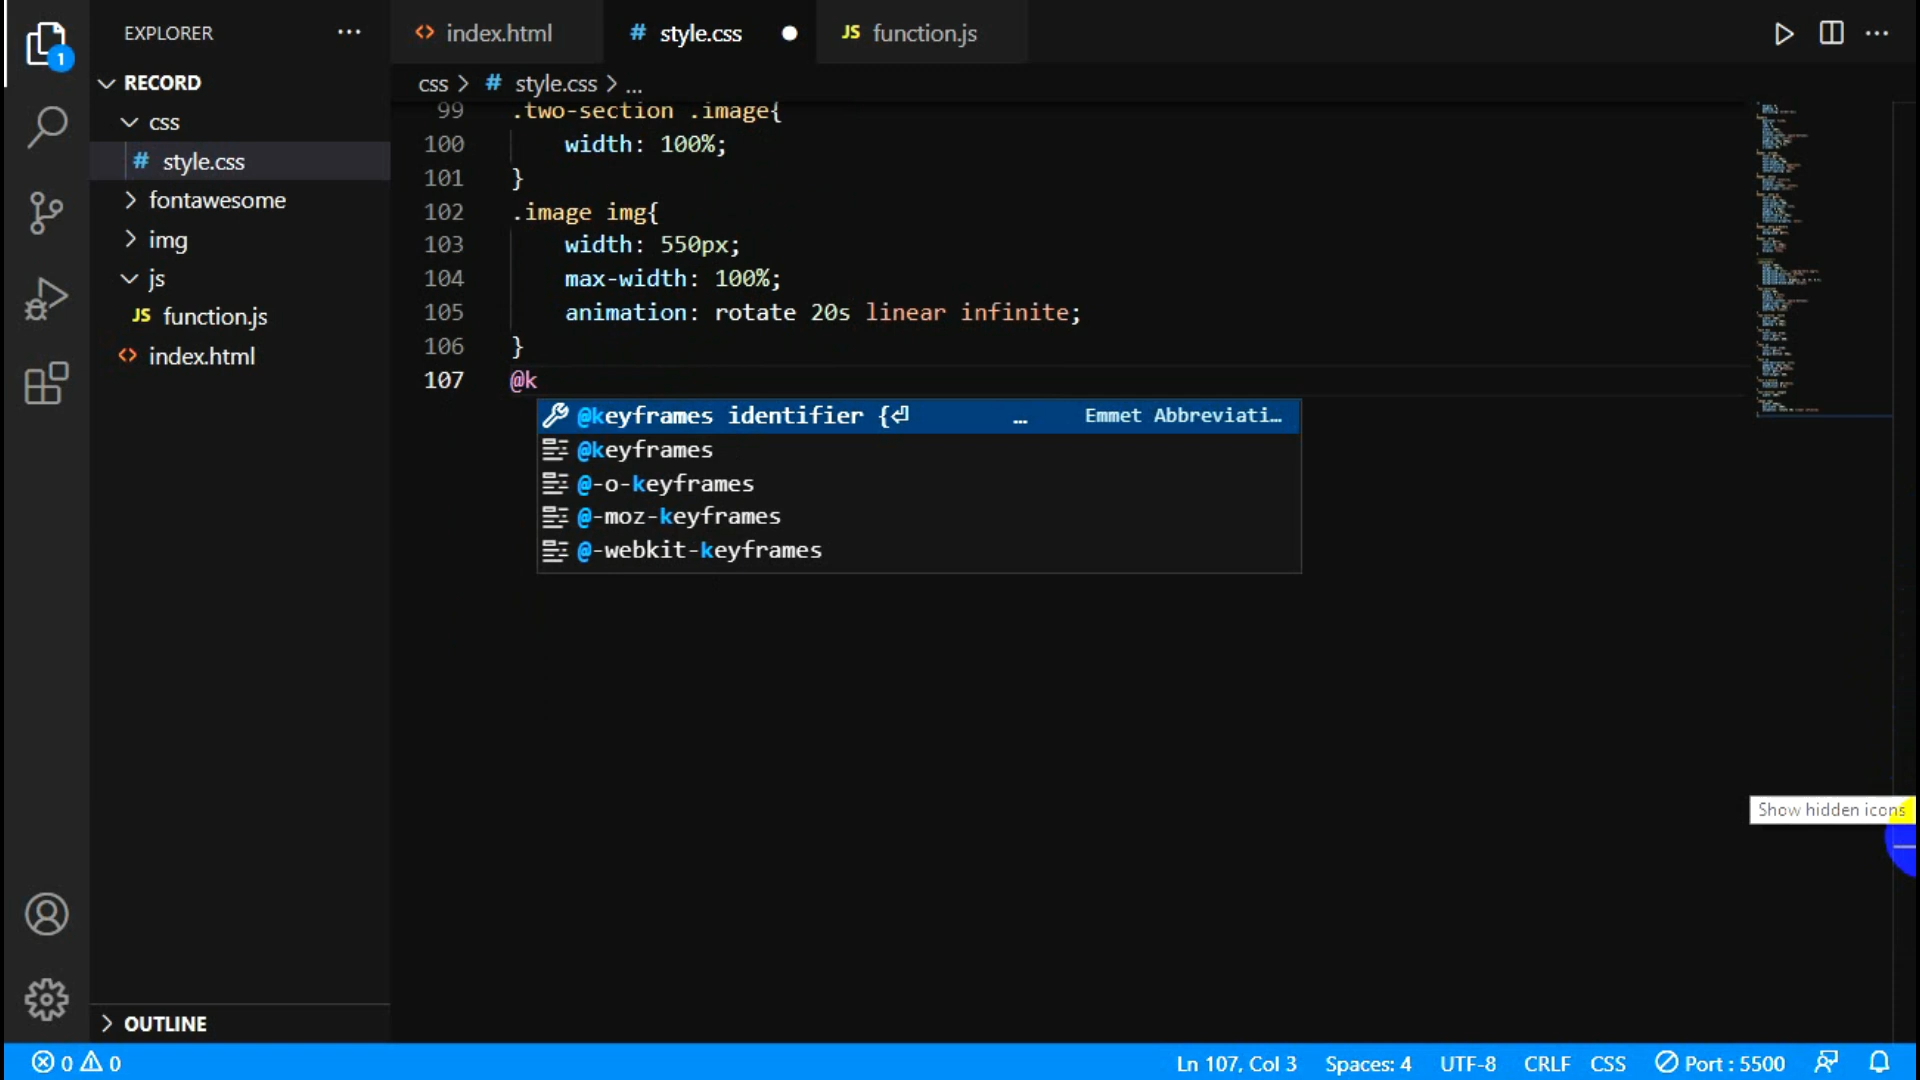 EXPLORER
RECORD
css
# style.css
fontawesome
img
js
JS function.js
<> index.html
OUTLINE
<> index.html
# style.css
JS function.js
css > # style.css > ...
99 .two-section .image{
100 width: 100%;
101 }
102 .image img{
103 width: 550px;
104 max-width: 100%;
105 animation: rotate 20s linear infinite;
106 }
107 @k
@keyframes identifier {⏎ … Emmet Abbreviati…
@keyframes
@-o-keyframes
@-moz-keyframes
@-webkit-keyframes
Show hidden icons
1
0 0
Ln 107, Col 3 Spaces: 4 UTF-8 CRLF CSS Port : 5500